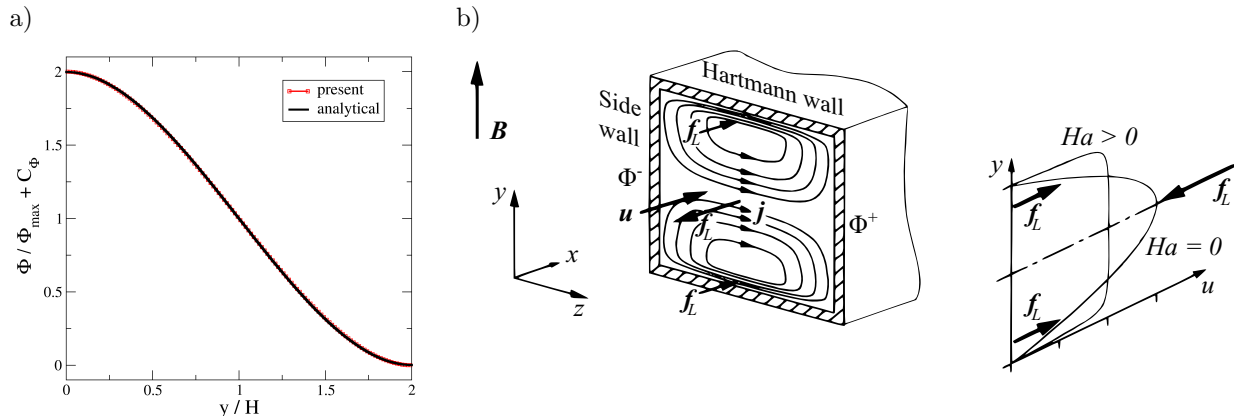 a)
2
1.5
1
0.5
0
0
0.5
1
1.5
2
Φ / Φmax + CΦ
y / H
present
analytical
b)
B
y
x
z
Hartmann wall
Side
wall
fL
Φ-
u
fL
j
Φ+
fL
y
Ha > 0
fL
fL
Ha = 0
fL
u